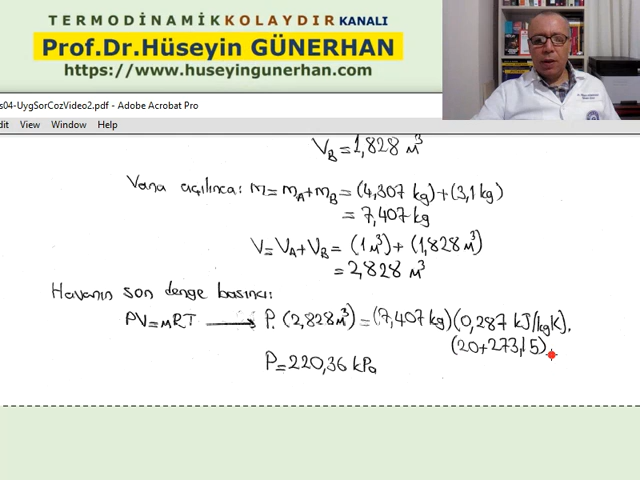 TERMODİNAMİKKOLAYDIR KANALI
Prof.Dr.Hüseyin GÜNERHAN
https://www.huseyingunerhan.com/
s04-UygSorCozVideo2.pdf - Adobe Acrobat Pro
dit View Window Help
V_B = 1,828 m³
Vana açılınca: m = m_A + m_B = (4,307 kg) + (3,1 kg)
= 7,407 kg
V = V_A + V_B = (1 m³) + (1,828 m³)
= 2,828 m³
Havanın son denge basıncı:
PV = mRT → P. (2,828 m³) = (7,407 kg) (0,287 kJ/kgK).
(20+273,15)
P = 220,36 kPa